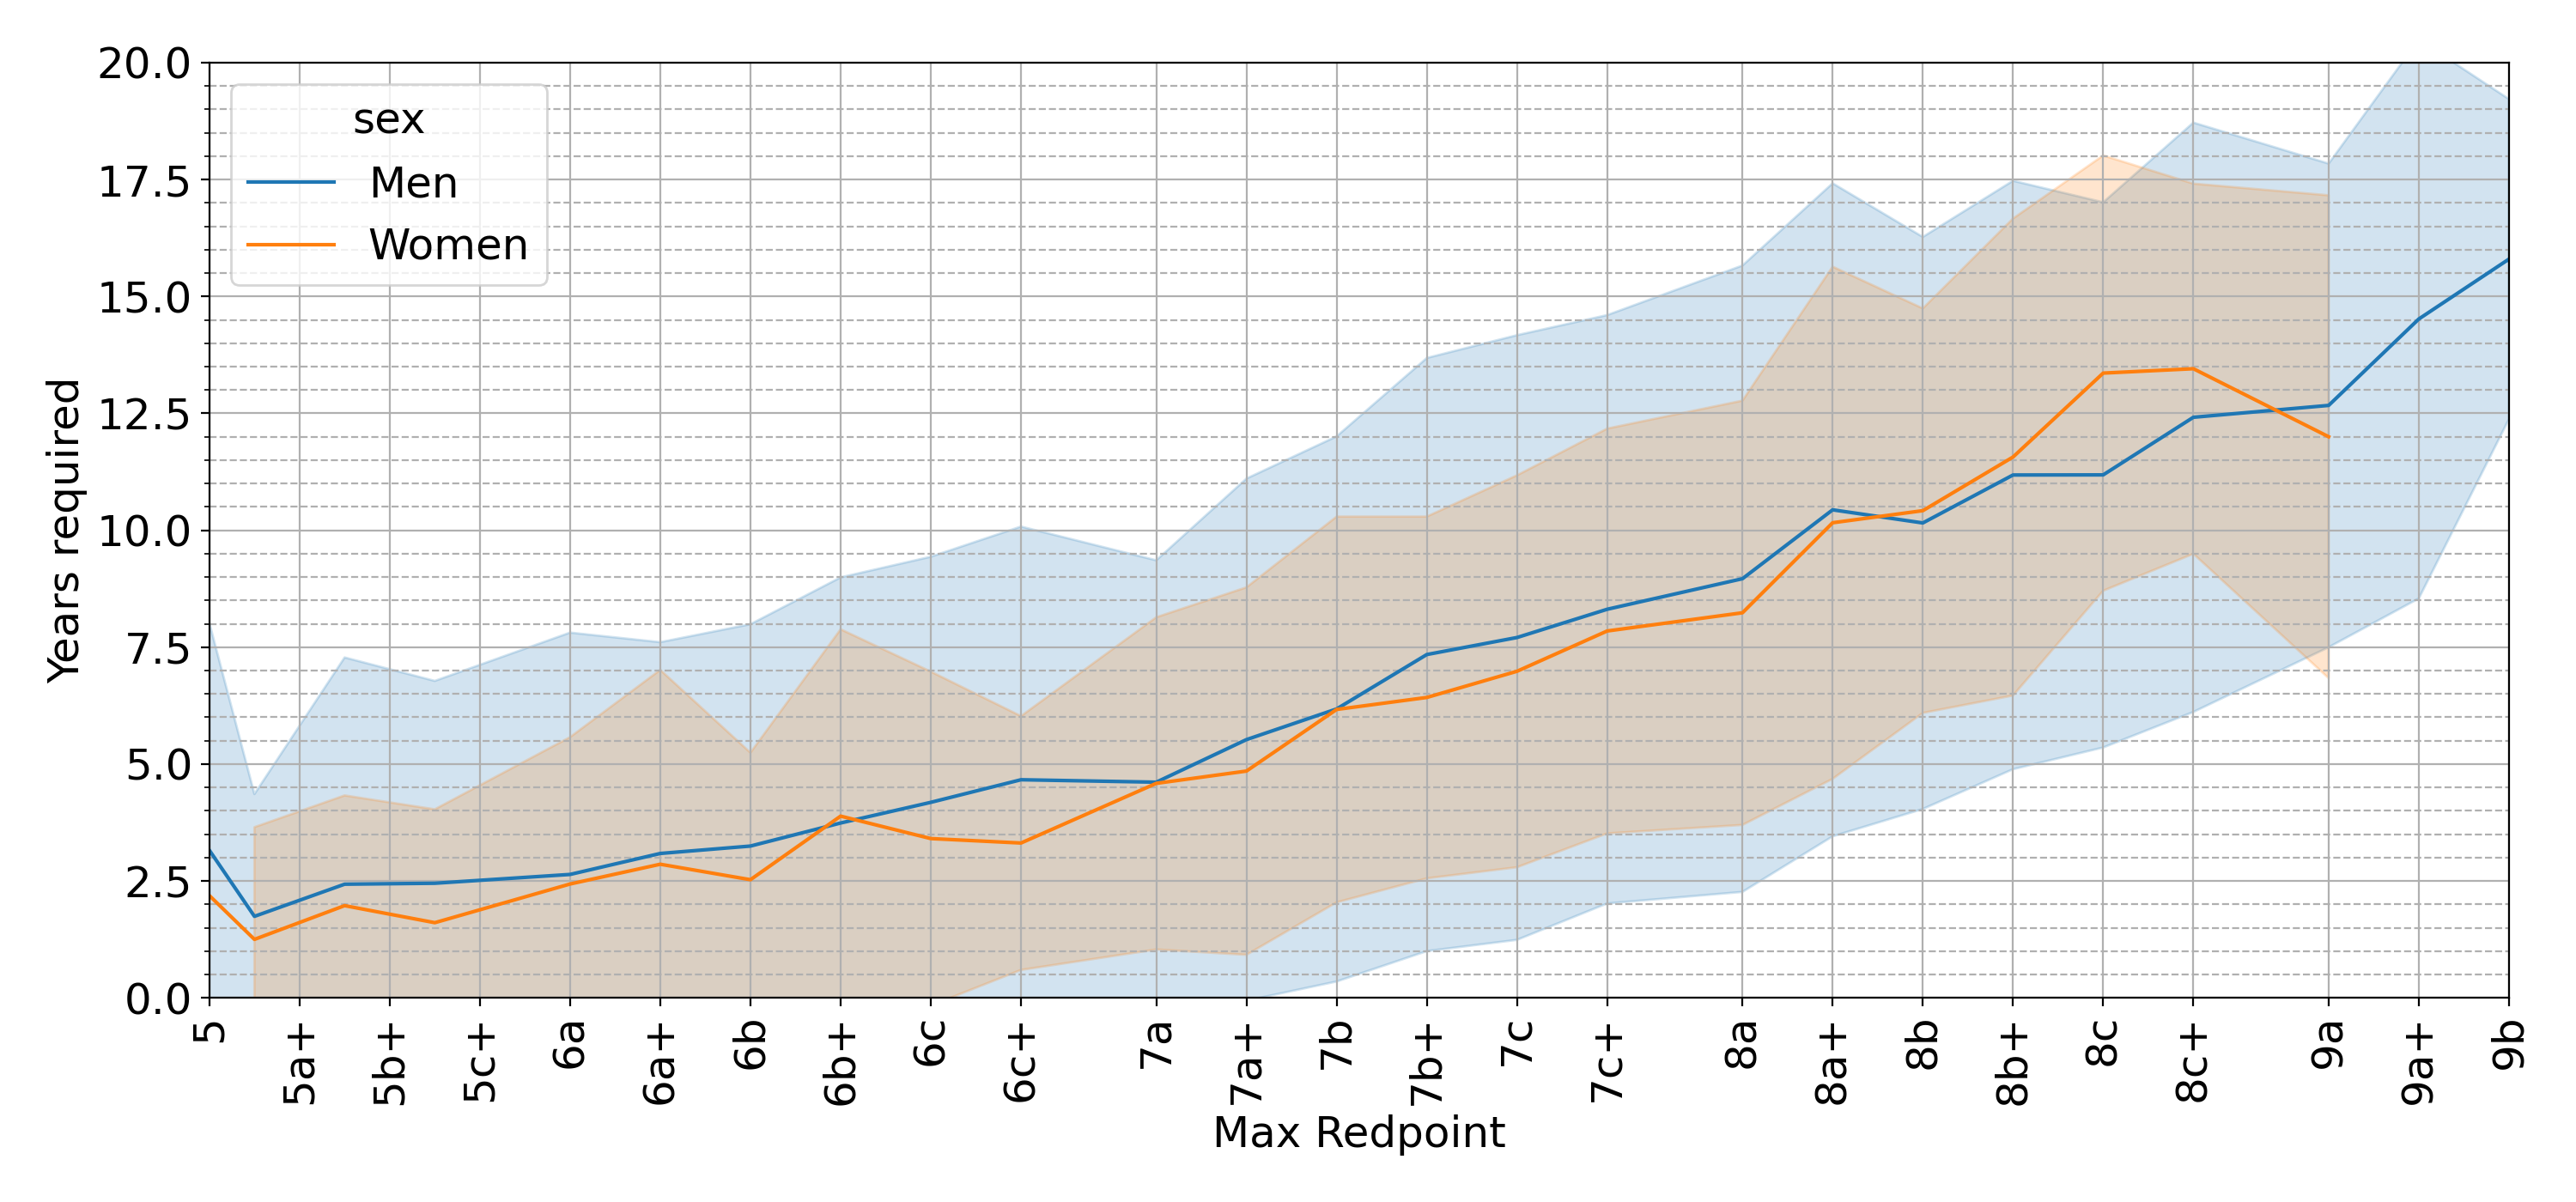 20.0
17.5
15.0
12.5
10.0
7.5
5.0
2.5
0.0
Years required
sex
Men
Women
5
5a+
5b+
5c+
6a
6a+
6b
6b+
6c
6c+
7a
7a+
7b
7b+
7c
7c+
8a
8a+
8b
8b+
8c
8c+
9a
9a+
9b
Max Redpoint